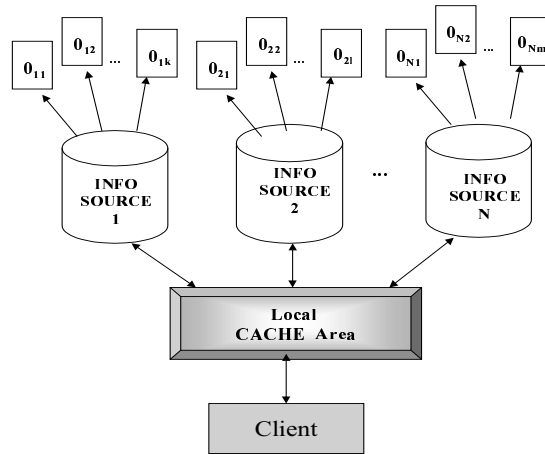 0₁₁ 0₁₂ ... 0₁ₖ
0₂₁ 0₂₂ ... 0₂ₗ
0N1 0N2 ... 0Nm
INFO
SOURCE
1
INFO
SOURCE
2
...
INFO
SOURCE
N
Local
CACHE Area
Client